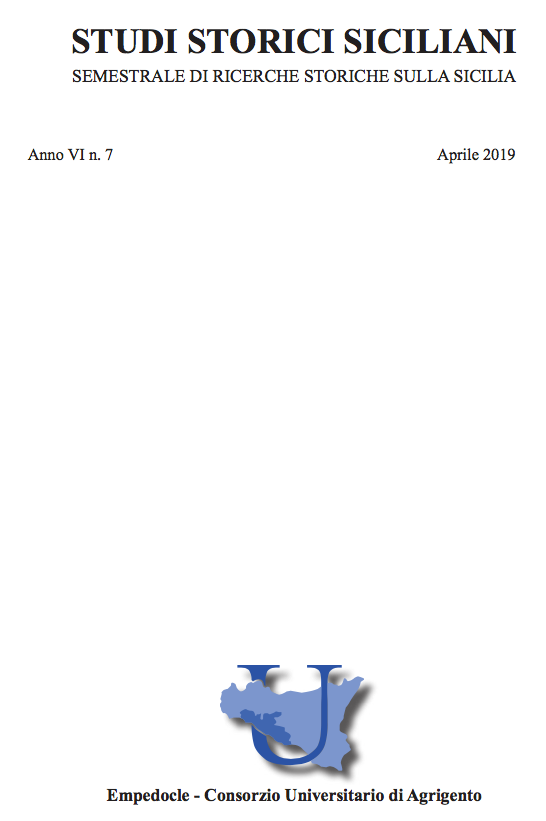 STUDI STORICI SICILIANI
SEMESTRALE DI RICERCHE STORICHE SULLA SICILIA
Anno VI n. 7 Aprile 2019
U
Empedocle - Consorzio Universitario di Agrigento